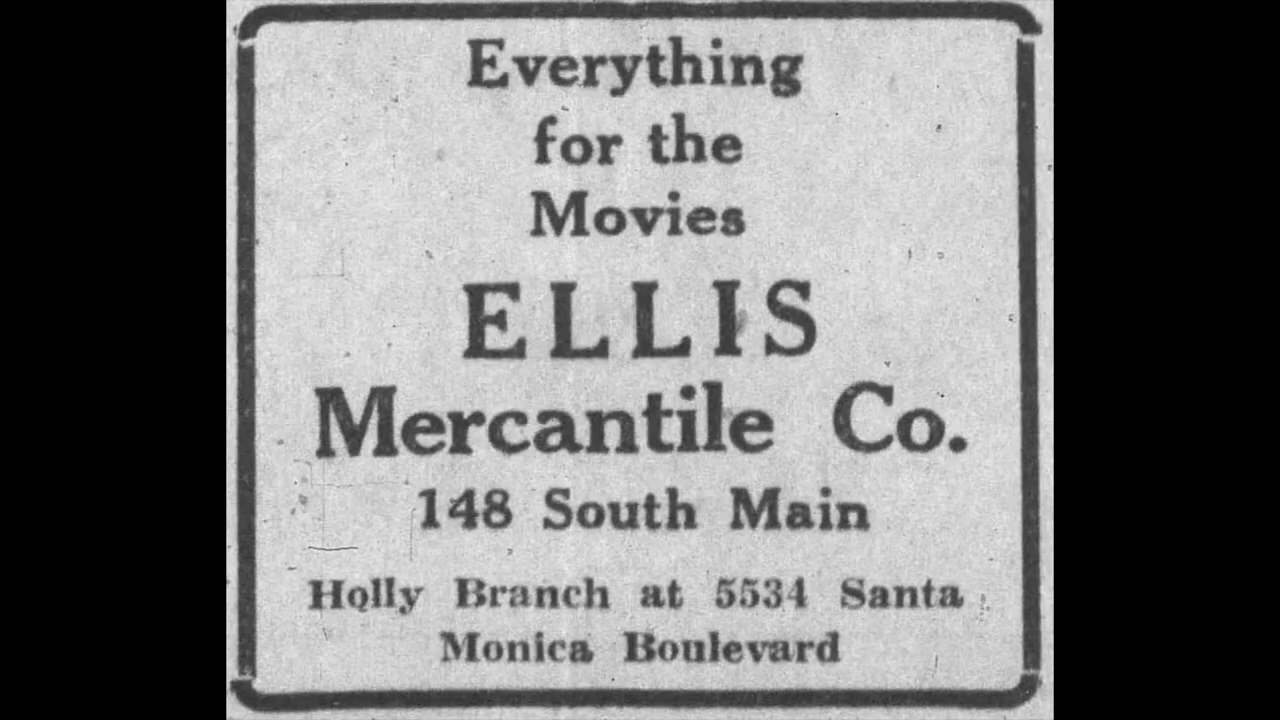 Everything
for the
Movies
ELLIS
Mercantile Co.
148 South Main
Holly Branch at 5534 Santa
Monica Boulevard